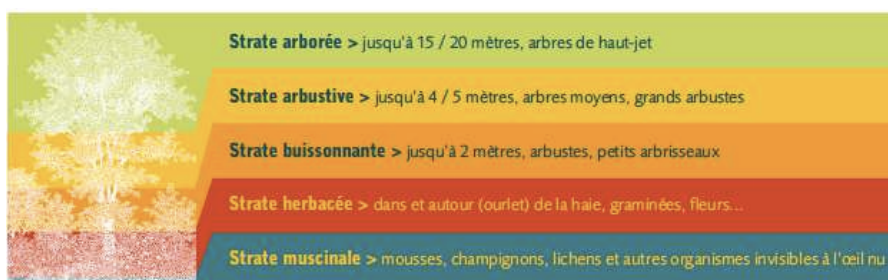 Strate arborée > jusqu'à 15 / 20 mètres, arbres de haut-jet
Strate arbustive > jusqu'à 4 / 5 mètres, arbres moyens, grands arbustes
Strate buissonnante > jusqu'à 2 mètres, arbustes, petits arbrisseaux
Strate herbacée > dans et autour (ourlet) de la haie, graminées, fleurs...
Strate muscinale > mousses, champignons, lichens et autres organismes invisibles à l'œil nu